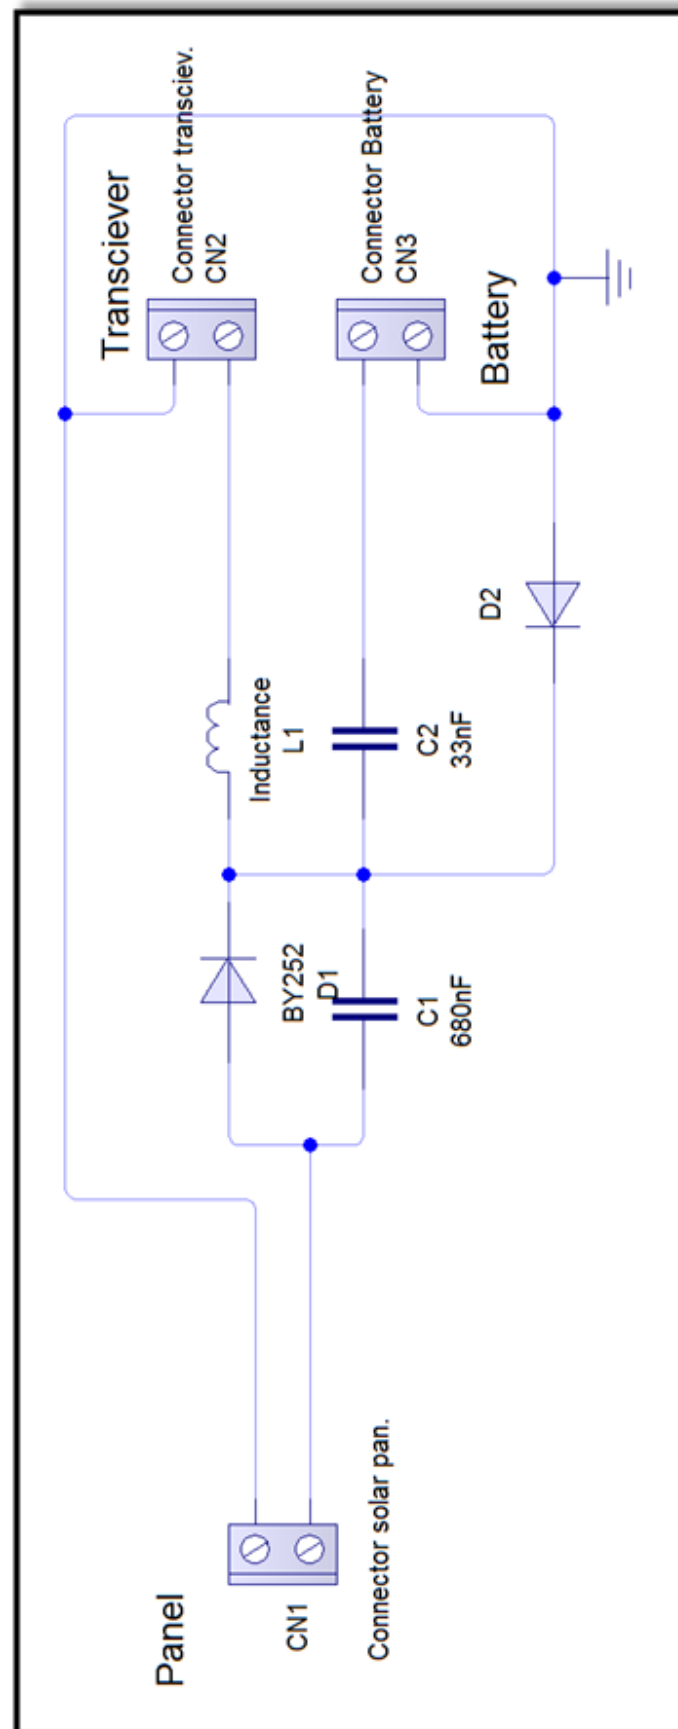 Transciever
Connector transciev.
CN2
Connector Battery
CN3
Battery
Inductance
L1
C2
33nF
D2
BY252
D1
C1
680nF
Panel
CN1
Connector solar pan.